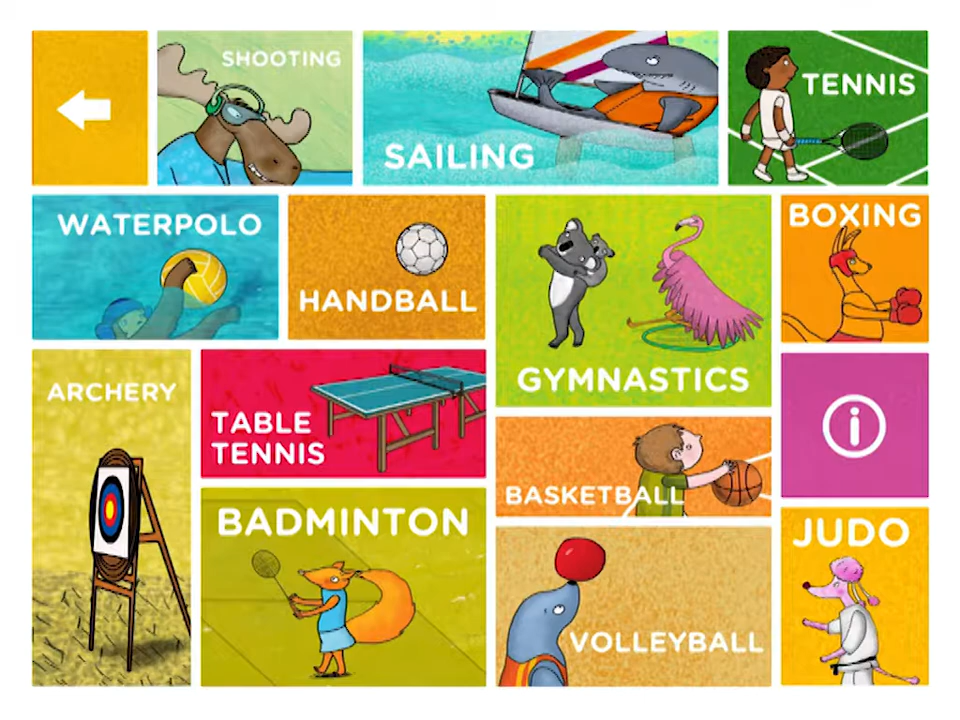 SHOOTING
SAILING
TENNIS
WATERPOLO
HANDBALL
GYMNASTICS
BOXING
ARCHERY
TABLE
TENNIS
BASKETBALL
BADMINTON
VOLLEYBALL
JUDO